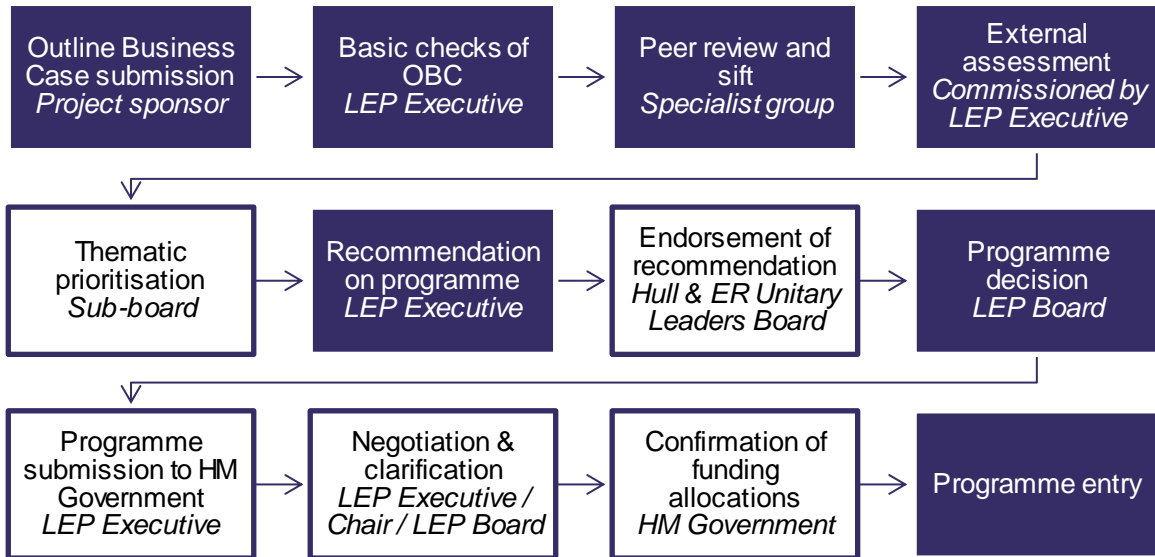 Outline Business
Case submission
Project sponsor
Basic checks of
OBC
LEP Executive
Peer review and
sift
Specialist group
External
assessment
Commissioned by
LEP Executive
Thematic
prioritisation
Sub-board
Recommendation
on programme
LEP Executive
Endorsement of
recommendation
Hull & ER Unitary
Leaders Board
Programme
decision
LEP Board
Programme
submission to HM
Government
LEP Executive
Negotiation &
clarification
LEP Executive /
Chair / LEP Board
Confirmation of
funding
allocations
HM Government
Programme entry